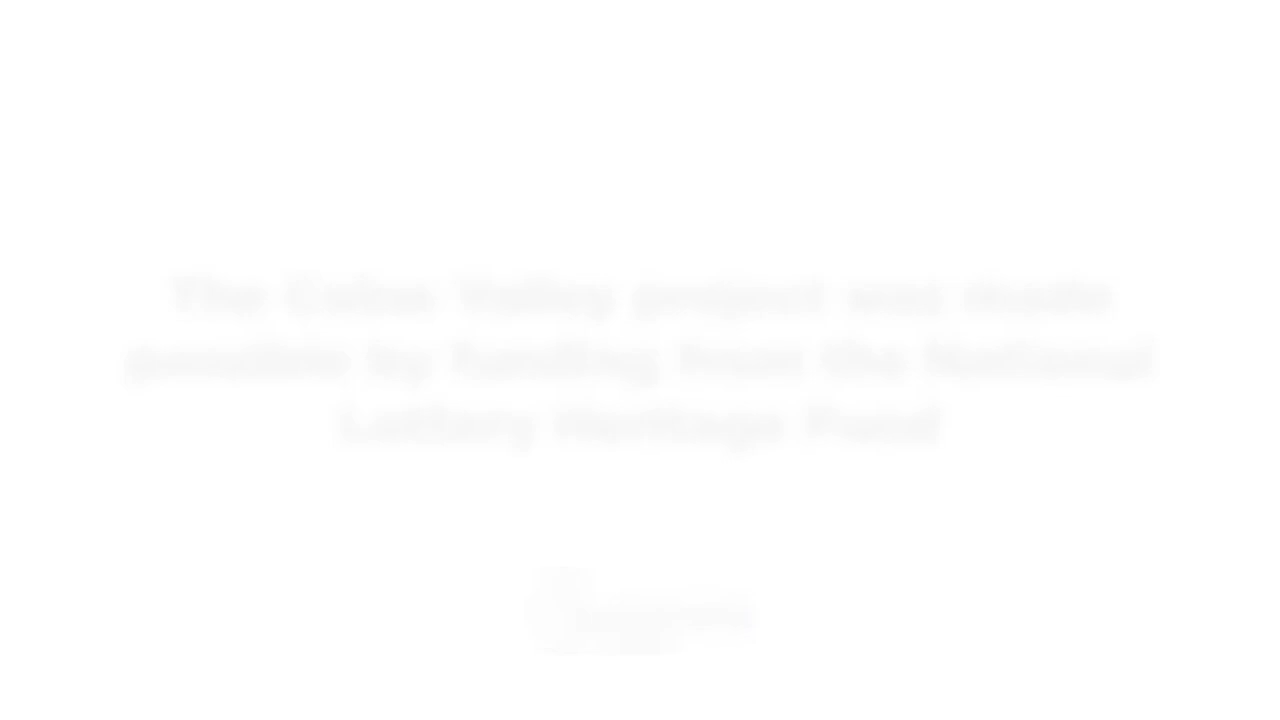 The Valley project was made
possible by funding from the National
Lottery Heritage Fund